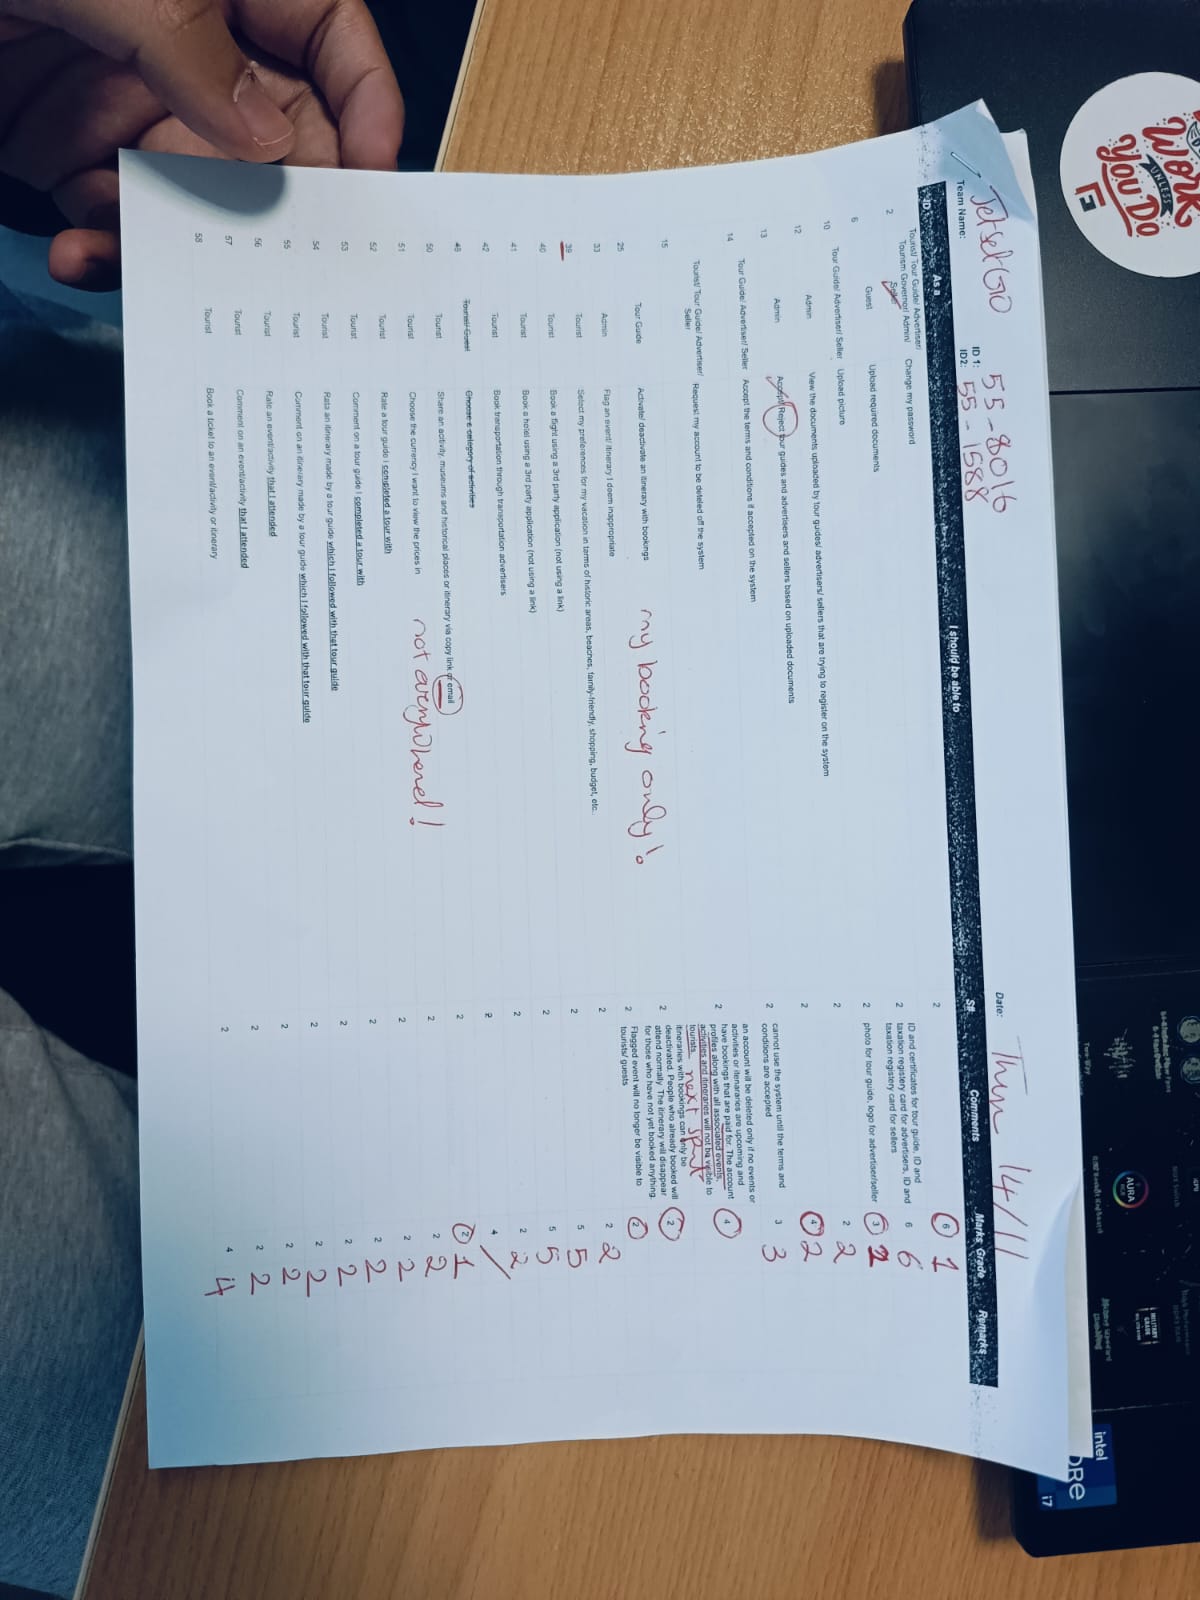 WORK
UNLESS
YOU DO
MUX Switch
AURA
RGB
MILITARY
GRADE
Two-Way
intel
CORE
i7
JetsetGO
Team Name:
ID 1: 55-8016
ID2: 55-1588
Date: Thur 14/11
ID As a I should be able to S# Comments Marks Grade Remarks
2 Tourist/ Tour Guide/ Advertiser/ Tourism Governor/ Admin/ Seller Change my password 2 6 1
6 Guest Upload required documents 2 ID and certificates for tour guide, ID and taxation registery card for advertisers, ID and taxation registery card for sellers 6 6
10 Tour Guide/ Advertiser/ Seller Upload picture 2 photo for tour guide, logo for advertiser/seller 3
12 Admin View the documents uploaded by tour guides/ advertisers/ sellers that are trying to register on the system 2 2 2
13 Admin Accept/ Reject tour guides and advertisers and sellers based on uploaded documents 2 4 2
14 Tour Guide/ Advertiser/ Seller Accept the terms and conditions if accepted on the system 2 cannot use the system until the terms and conditions are accepted 3 3
15 Tourist/ Tour Guide/ Advertiser/ Seller Request my account to be deteled off the system 2 an account will be deleted only if no events or activities or itenararies are upcoming and have bookings that are paid for. The account profiles along with all associated events, activities and itineraries will not be visible to tourists. 4
next sprint
25 Tour Guide Activate/ deactivate an itinerary with bookings my booking only! 2 itineraries with bookings can only be deactivated. People who already booked will attend normally. The itinerary will disappear for those who have not yet booked anything. 2
33 Admin Flag an event/ itinerary I deem inappropriate 2 Flagged event will no longer be visible to tourists/ guests 2
39 Tourist Select my preferences for my vacation in terms of historic areas, beaches, family-friendly, shopping, budget, etc.. 2 2 2
40 Tourist Book a flight using a 3rd party application (not using a link) 2 5 5
41 Tourist Book a hotel using a 3rd party application (not using a link) 2 5 5
42 Tourist Book transportation through transportation advertisers 2 2 2
48 Tourist/ Guest Choose a category of activities 2 4 /
50 Tourist Share an acitivity, museums and historical places or itinerary via copy link or email 2 2 1
51 Tourist Choose the currency I want to view the prices in not everywhere! 2 2 2
52 Tourist Rate a tour guide I completed a tour with 2 2 2
53 Tourist Comment on a tour guide I completed a tour with 2 2 2
54 Tourist Rate an itinerary made by a tour guide which I followed with that tour guide 2 2 2
55 Tourist Comment on an itinerary made by a tour guide which I followed with that tour guide 2 2 2
56 Tourist Rate an event/activity that I attended 2 2 2
57 Tourist Comment on an event/activity that I attended 2 2 2
58 Tourist Book a ticket to an event/activity or itinerary 2 4 4